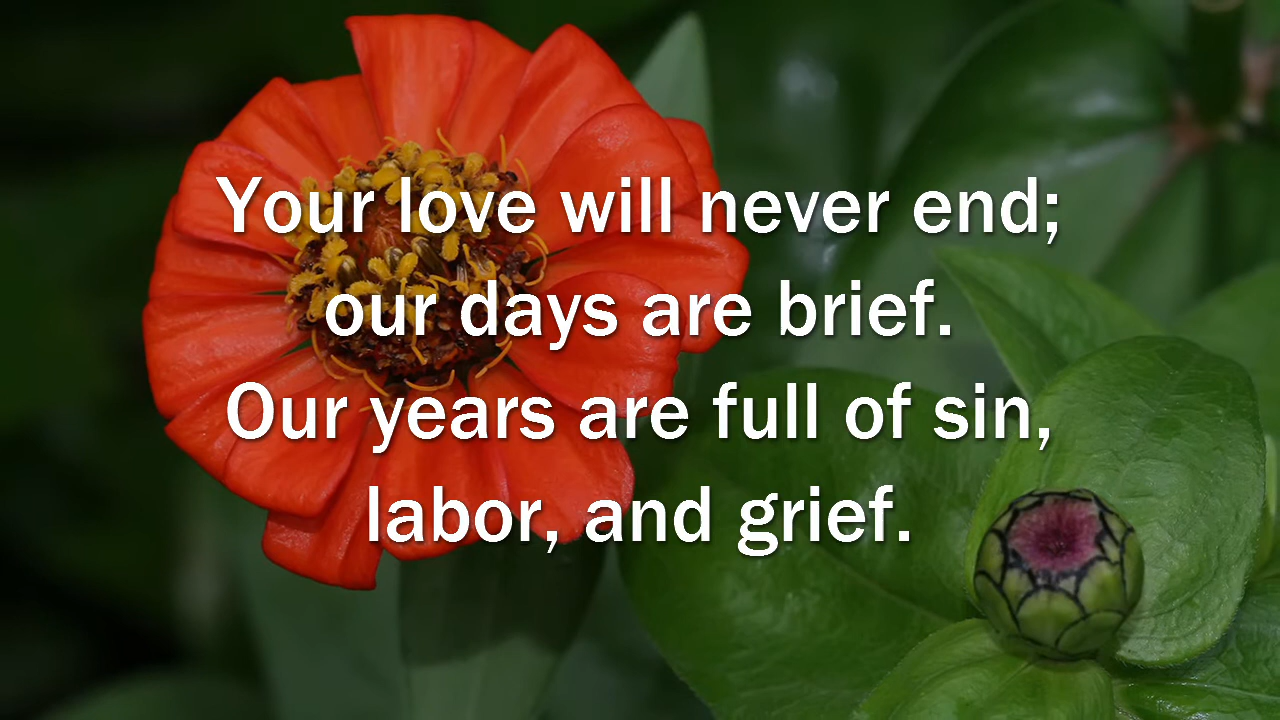 Your love will never end;
our days are brief.
Our years are full of sin,
labor, and grief.